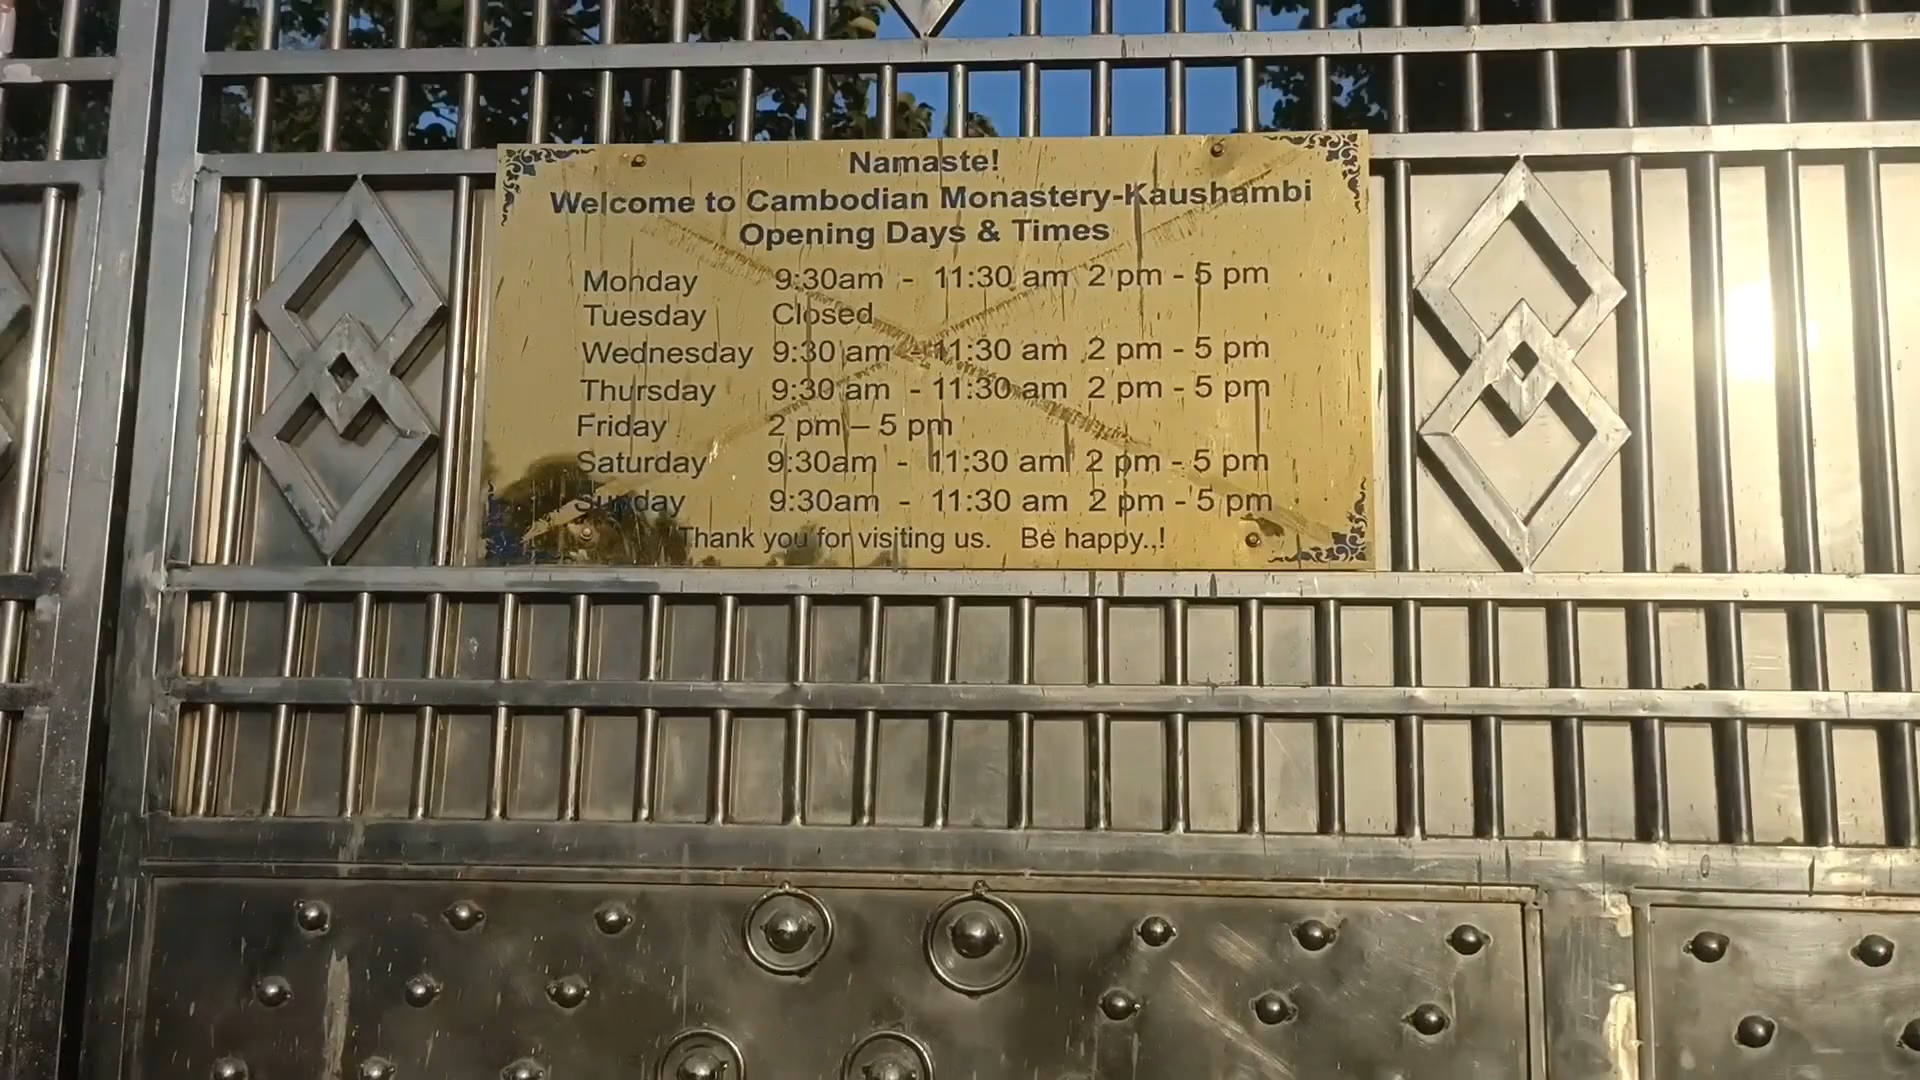 Namaste!
Welcome to Cambodian Monastery-Kaushambi
Opening Days & Times
Monday 9:30am - 11:30 am 2 pm - 5 pm
Tuesday Closed
Wednesday 9:30 am - 11:30 am 2 pm - 5 pm
Thursday 9:30 am - 11:30 am 2 pm - 5 pm
Friday 2 pm – 5 pm
Saturday 9:30am - 11:30 am 2 pm - 5 pm
Sunday 9:30am - 11:30 am 2 pm - 5 pm
Thank you for visiting us. Be happy..!